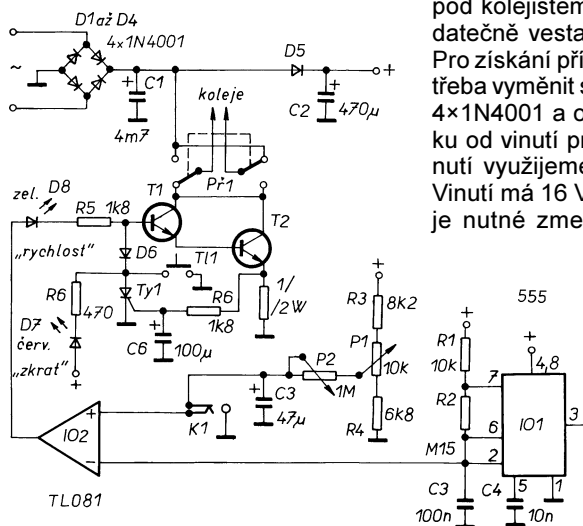 pod kolejištěm
datečně vesta
Pro získání pří
třeba vyměnit s
4×1N4001 a o
ku od vinutí pr
nutí využijeme
Vinutí má 16 V
je nutné zme
D1 až D4
4×1N4001
~
+
C1
4m7
D5
+
+
C2
470µ
koleje
Př1
zel.
D8
R5
1k8
T1
T2
„rychlost"
D6
Tl1
R6
470
Ty1
R6
1k8
1/
/2W
D7
červ.
„zkrat"
+
+
C6
100µ
+
R3
8K2
P1
10k
P2
1M
R4
6k8
+
C3
47µ
K1
+
IO2
−
TL081
555
+
R1
10k
R2
M15
+
4,8
7
6
2
IO1
3
5
1
C3
100n
C4
10n